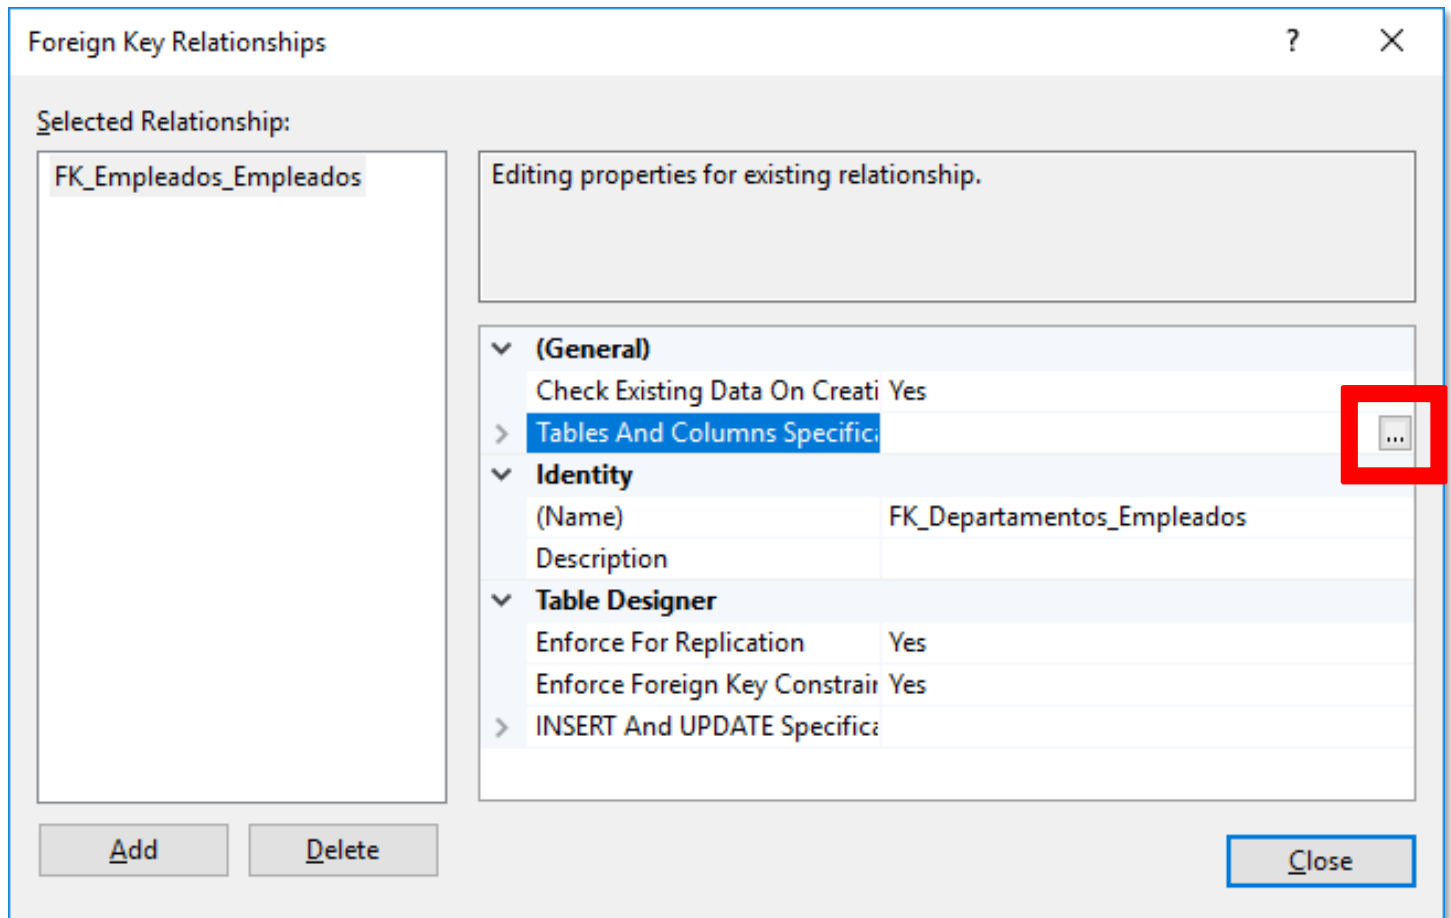 Foreign Key Relationships ?
Selected Relationship:
FK_Empleados_Empleados
Editing properties for existing relationship.
(General)
Check Existing Data On Creati Yes
Tables And Columns Specifica ...
Identity
(Name) FK_Departamentos_Empleados
Description
Table Designer
Enforce For Replication Yes
Enforce Foreign Key Constrain Yes
INSERT And UPDATE Specifica
Add Delete
Close